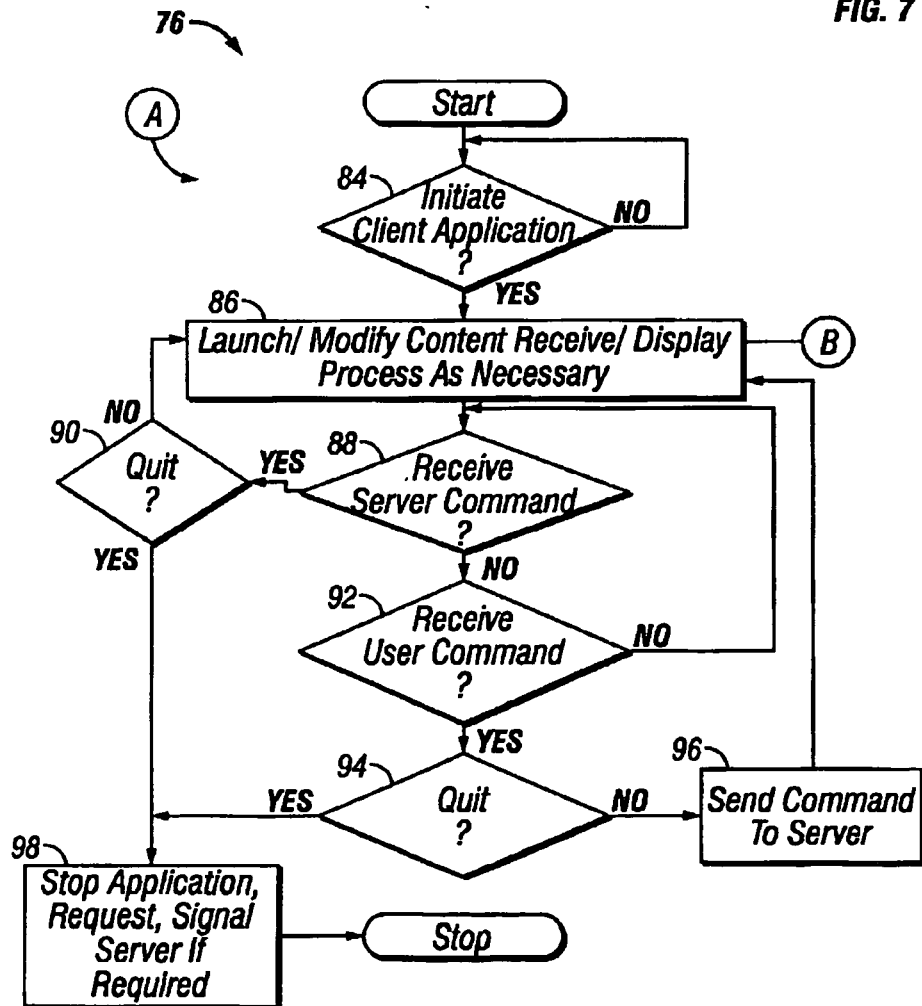 FIG. 7
76
A
Start
84
Initiate
Client Application
?
NO
YES
86
Launch/ Modify Content Receive/ Display
Process As Necessary
B
NO
90
Quit
?
YES
YES
88
Receive
Server Command
?
NO
92
Receive
User Command
?
NO
YES
94
Quit
?
YES
NO
96
Send Command
To Server
98
Stop Application,
Request, Signal
Server If
Required
Stop